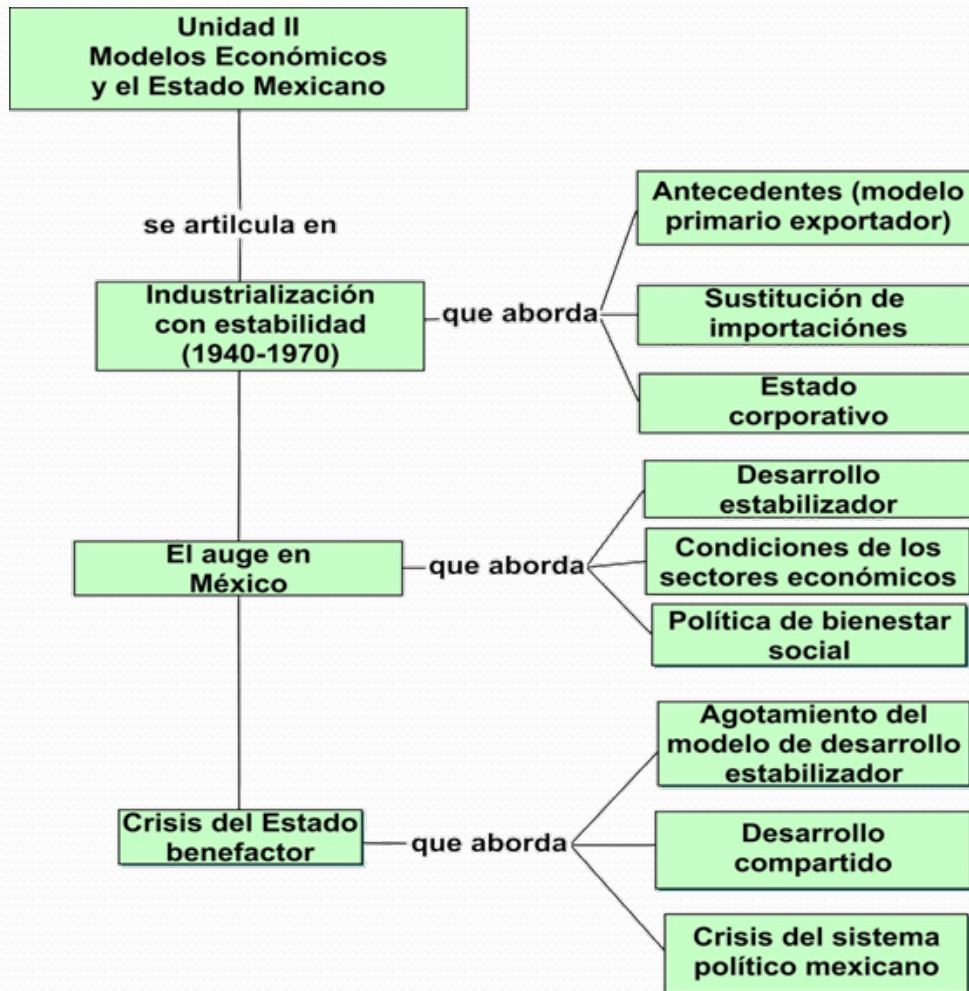 Unidad II
Modelos Económicos
y el Estado Mexicano
se artilcula en
Industrialización
con estabilidad
(1940-1970)
que aborda
Antecedentes (modelo
primario exportador)
Sustitución de
importaciónes
Estado
corporativo
El auge en
México
que aborda
Desarrollo
estabilizador
Condiciones de los
sectores económicos
Política de bienestar
social
Crisis del Estado
benefactor
que aborda
Agotamiento del
modelo de desarrollo
estabilizador
Desarrollo
compartido
Crisis del sistema
político mexicano